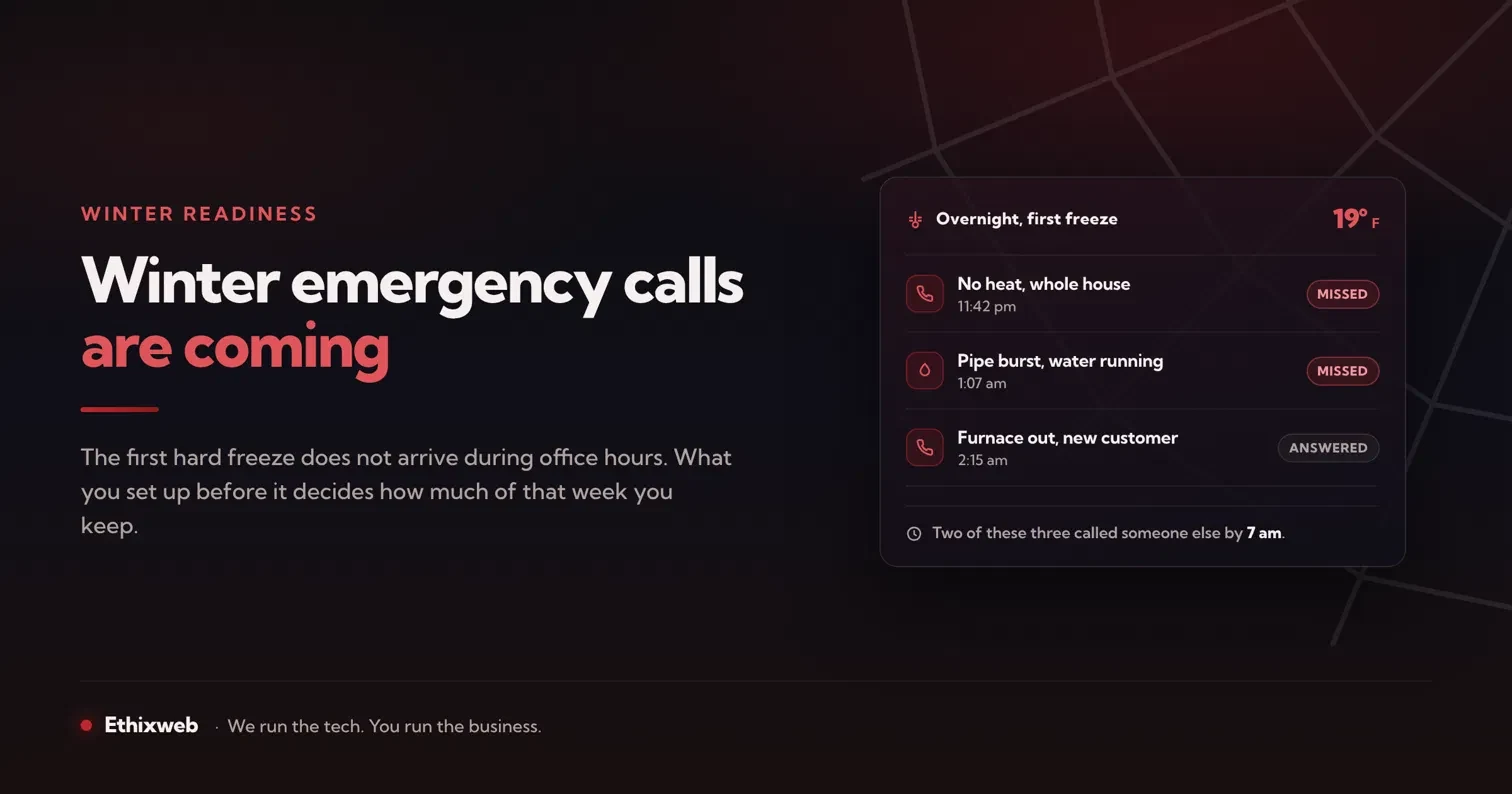 WINTER READINESS
Winter emergency calls
are coming
The first hard freeze does not arrive during office hours. What
you set up before it decides how much of that week you
keep.
Overnight, first freeze
19° F
No heat, whole house
11:42 pm
MISSED
Pipe burst, water running
1:07 am
MISSED
Furnace out, new customer
2:15 am
ANSWERED
Two of these three called someone else by 7 am.
Ethixweb · We run the tech. You run the business.